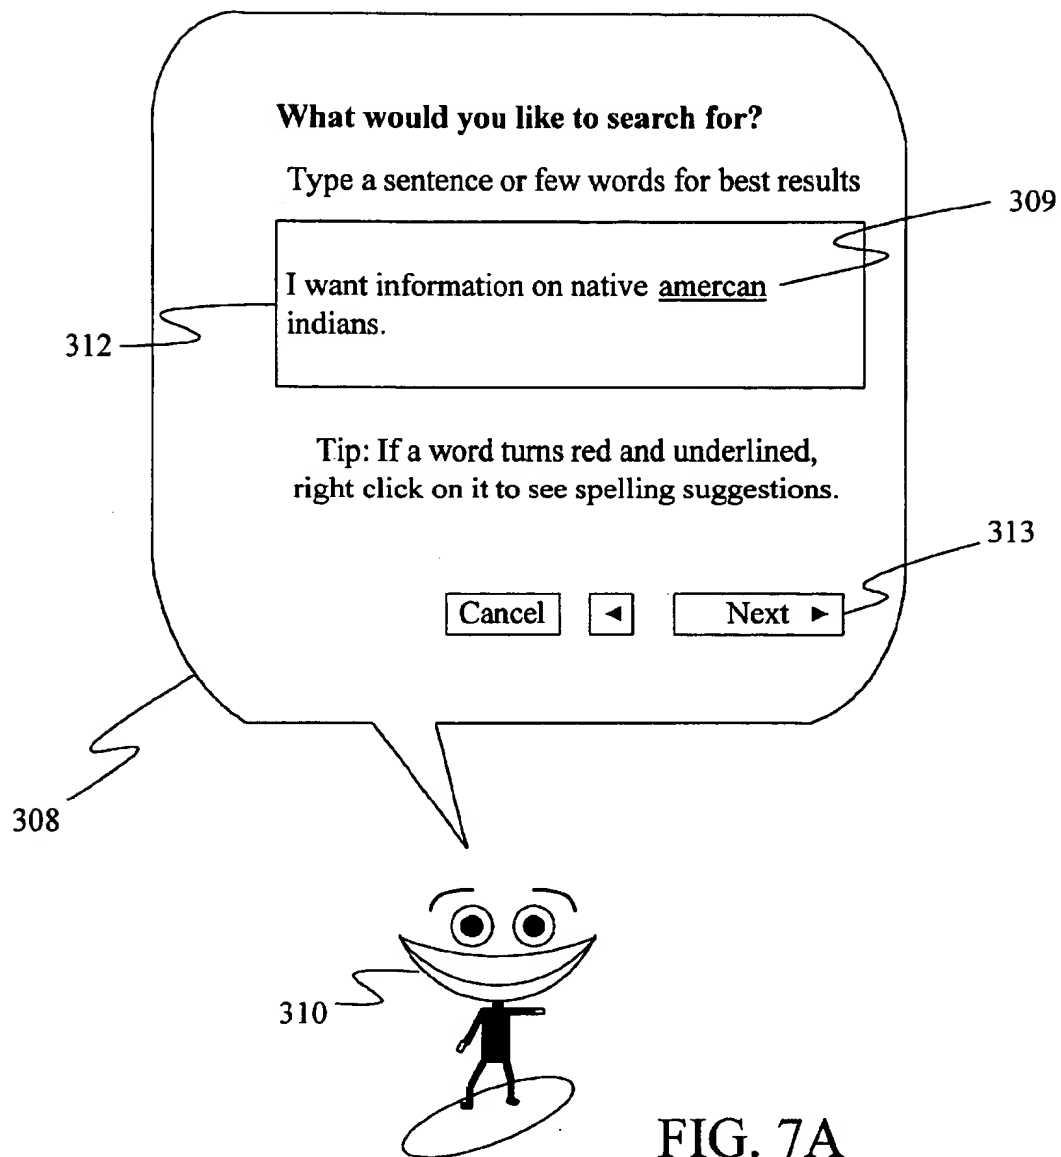 What would you like to search for?
Type a sentence or few words for best results
309
I want information on native amercan
indians.
312
Tip: If a word turns red and underlined,
right click on it to see spelling suggestions.
313
Cancel ◄ Next ►
308
310
FIG. 7A